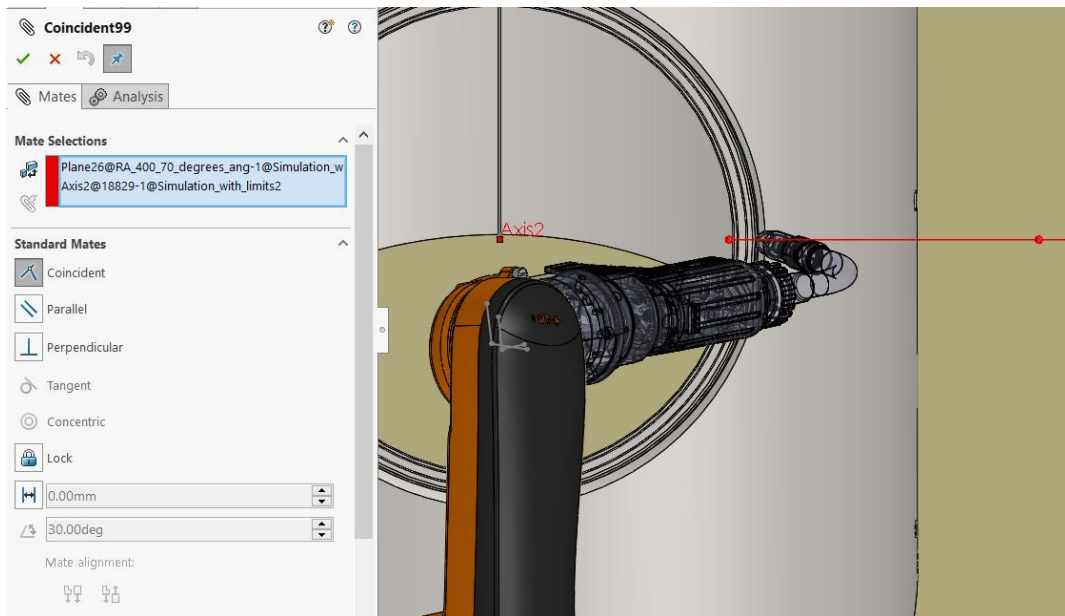 Coincident99
Mates
Analysis
Mate Selections
Plane26@RA_400_70_degrees_ang-1@Simulation_w
Axis2@18829-1@Simulation_with_limits2
Standard Mates
Coincident
Parallel
Perpendicular
Tangent
Concentric
Lock
0.00mm
30.00deg
Mate alignment:
Axis2